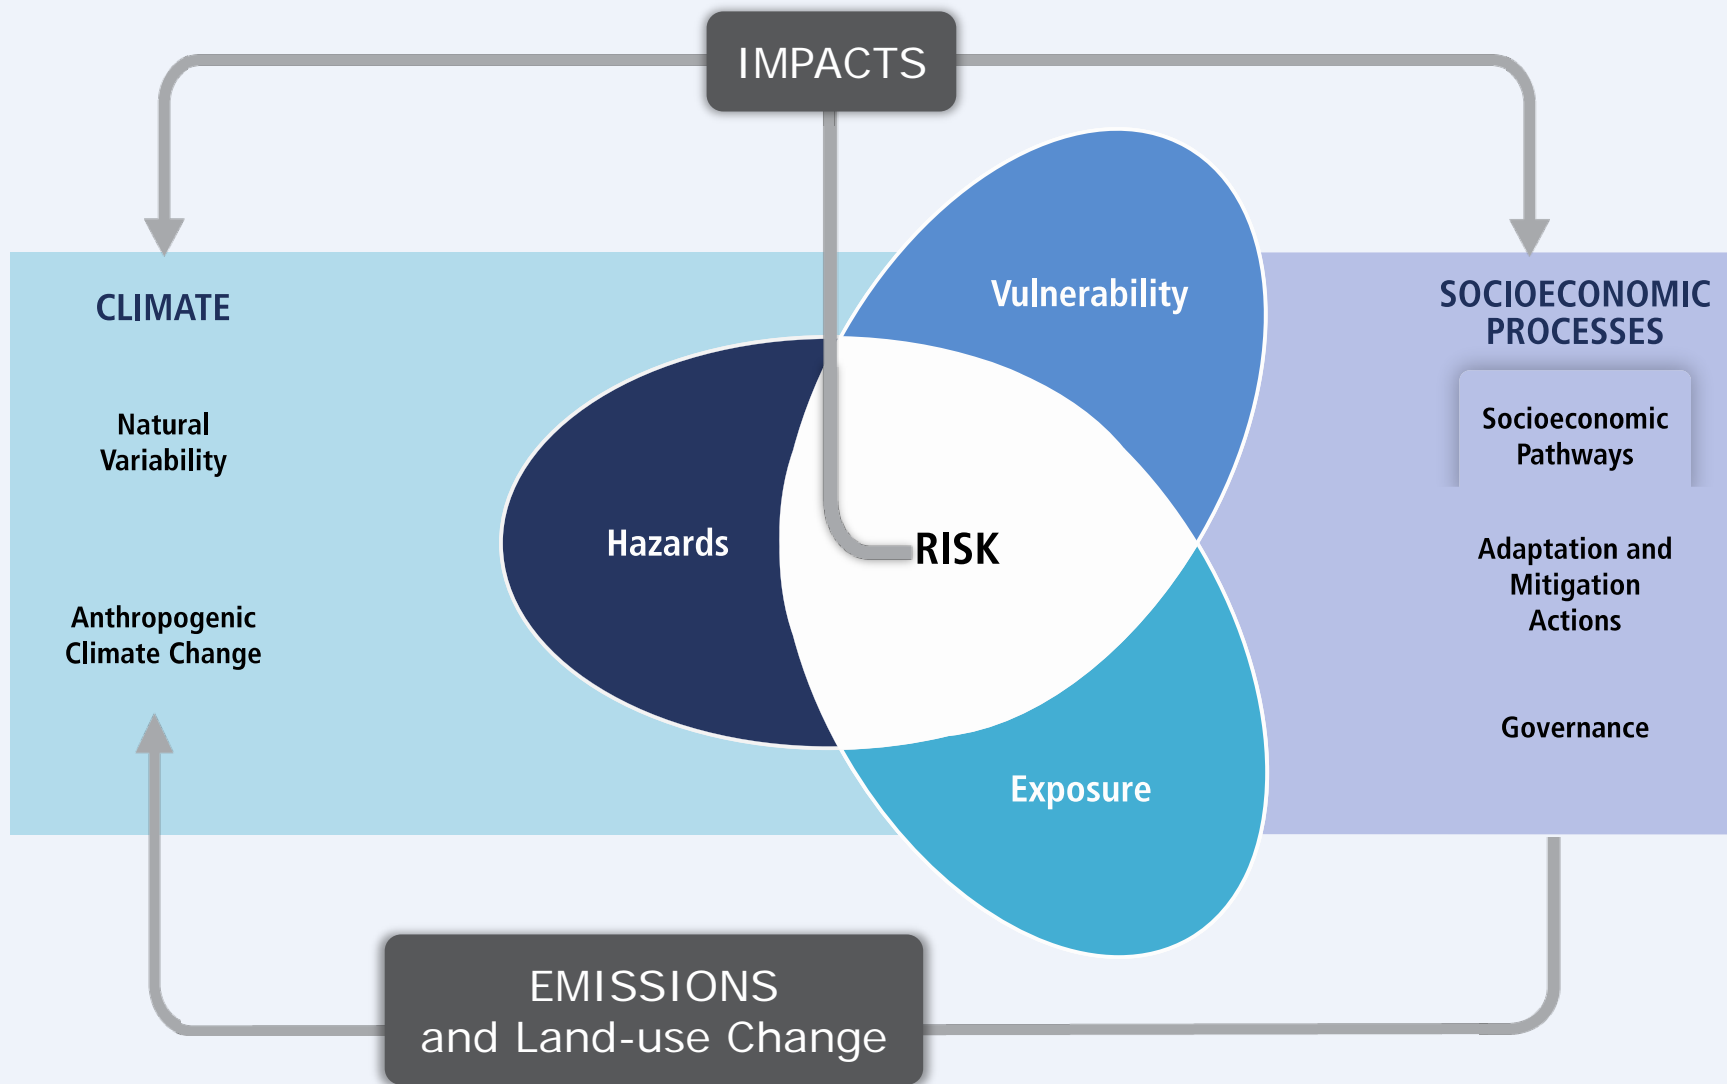 IMPACTS
CLIMATE
Natural
Variability
Anthropogenic
Climate Change
Vulnerability
Hazards
RISK
Exposure
SOCIOECONOMIC
PROCESSES
Socioeconomic
Pathways
Adaptation and
Mitigation
Actions
Governance
EMISSIONS
and Land-use Change